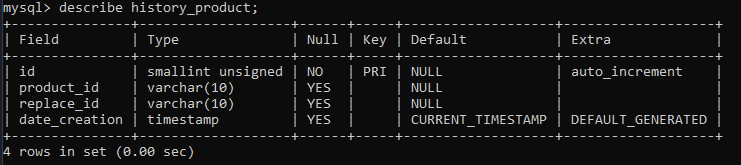 mysql> describe history_product;
+---------------+-------------------+------+-----+-------------------+-------------------+
| Field         | Type              | Null | Key | Default           | Extra             |
+---------------+-------------------+------+-----+-------------------+-------------------+
| id            | smallint unsigned | NO   | PRI | NULL              | auto_increment    |
| product_id    | varchar(10)       | YES  |     | NULL              |                   |
| replace_id    | varchar(10)       | YES  |     | NULL              |                   |
| date_creation | timestamp         | YES  |     | CURRENT_TIMESTAMP | DEFAULT_GENERATED |
+---------------+-------------------+------+-----+-------------------+-------------------+
4 rows in set (0.00 sec)